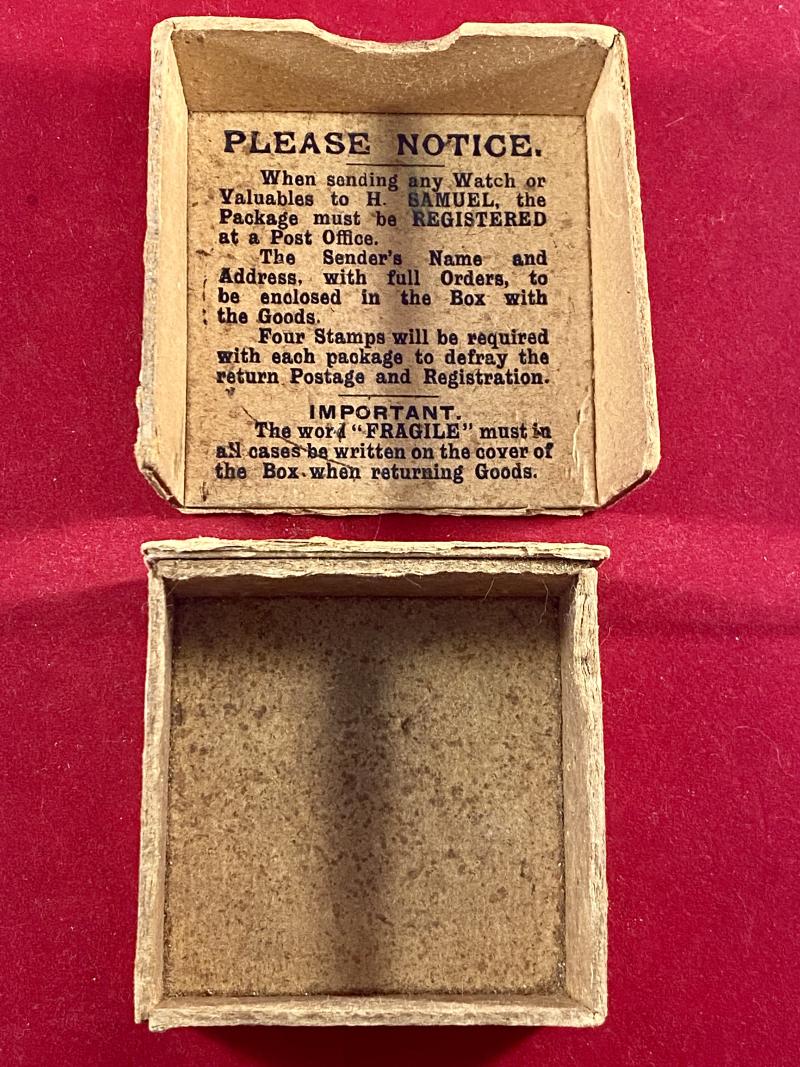 PLEASE NOTICE.
When sending any Watch or
Valuables to H. SAMUEL, the
Package must be REGISTERED
at a Post Office.
The Sender's Name and
Address, with full Orders, to
be enclosed in the Box with
the Goods.
Four Stamps will be required
with each package to defray the
return Postage and Registration.
IMPORTANT.
The word "FRAGILE" must in
all cases be written on the cover of
the Box when returning Goods.